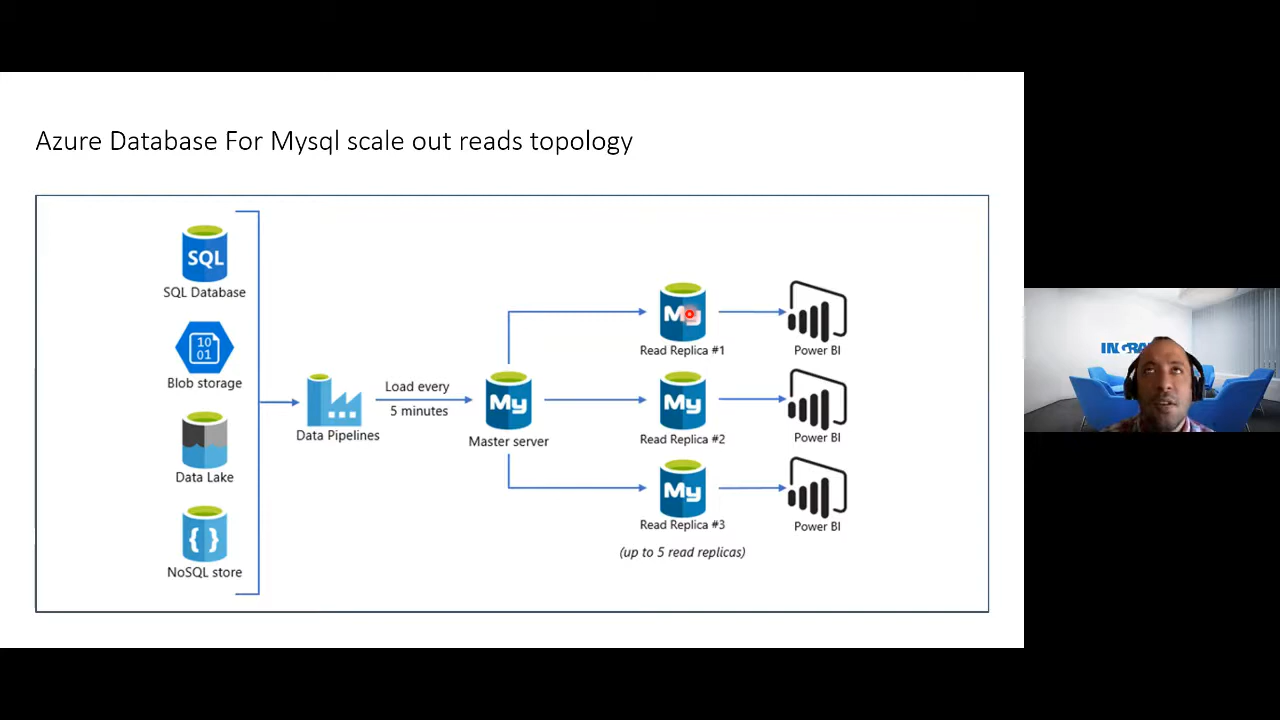 Azure Database For Mysql scale out reads topology
SQL
SQL Database
10
01
Blob storage
Data Lake
{ }
NoSQL store
Data Pipelines
Load every
5 minutes
My
Master server
My
Read Replica #1
Power BI
My
Read Replica #2
Power BI
My
Read Replica #3
Power BI
(up to 5 read replicas)